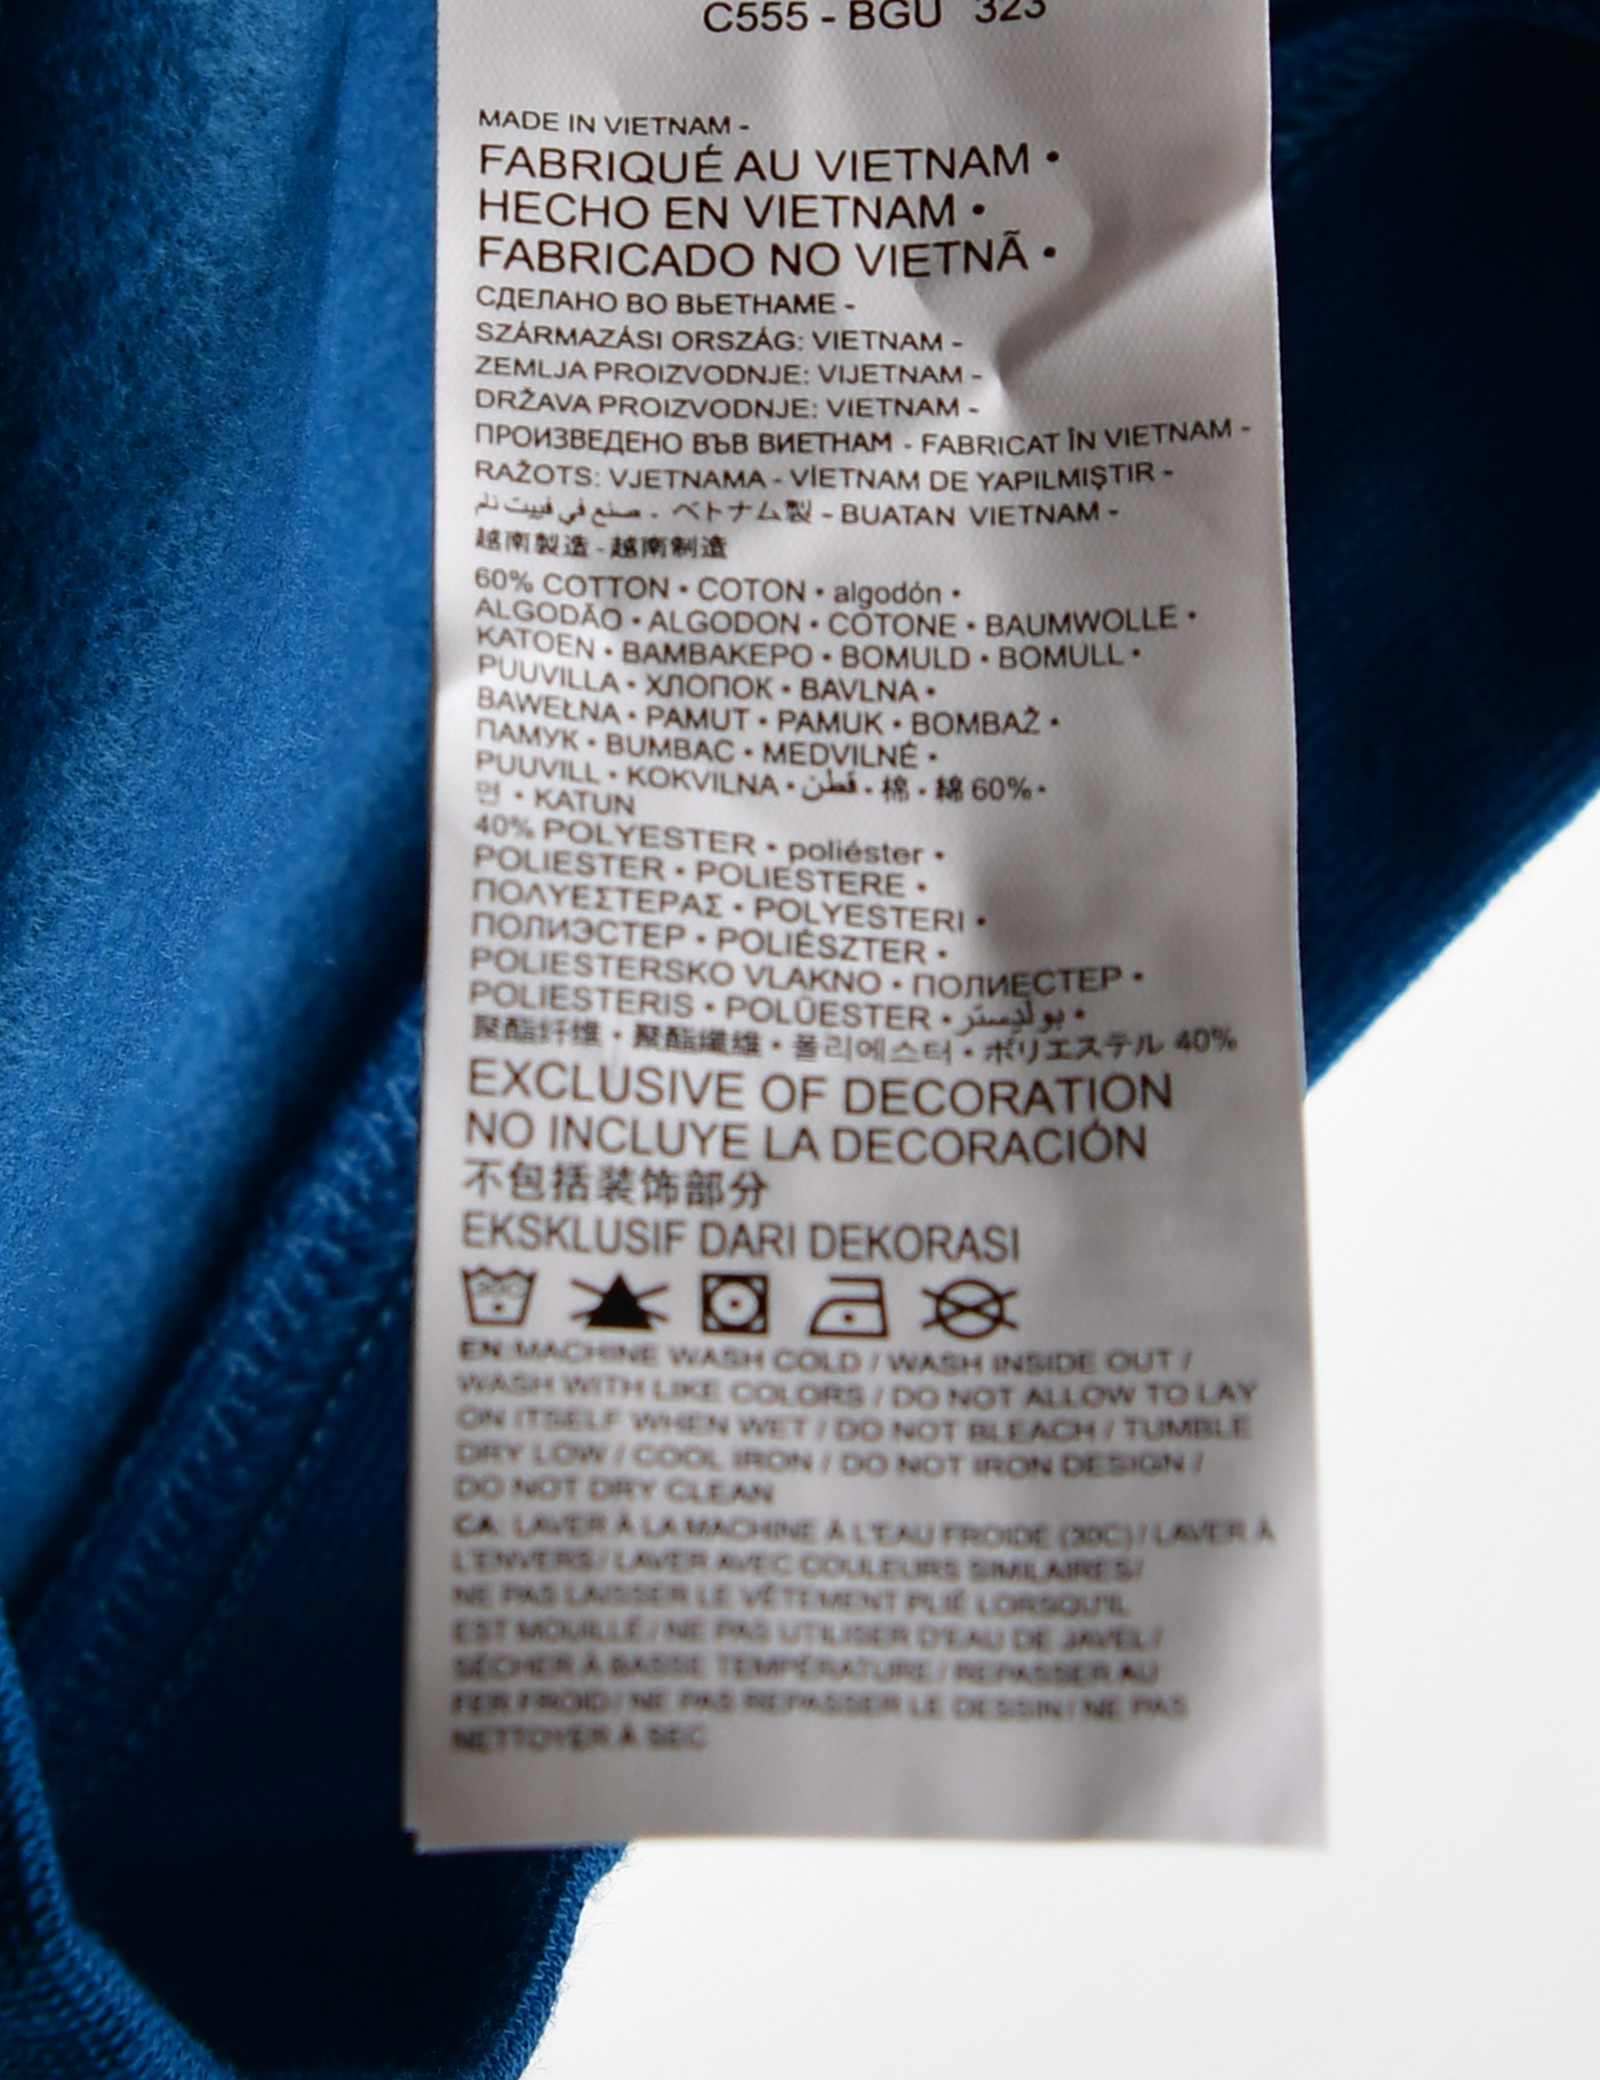 C555 - BGU 323
MADE IN VIETNAM -
FABRIQUÉ AU VIETNAM •
HECHO EN VIETNAM •
FABRICADO NO VIETNÃ •
СДЕЛАНО ВО ВЬЕТНАМЕ -
SZÁRMAZÁSI ORSZÁG: VIETNAM -
ZEMLJA PROIZVODNJE: VIJETNAM -
DRŽAVA PROIZVODNJE: VIETNAM -
ПРОИЗВЕДЕНО ВЪВ ВИЕТНАМ - FABRICAT ÎN VIETNAM -
RAŽOTS: VJETNAMA - VİETNAM DE YAPILMIŞTIR -
صنع في فييت نام - ベトナム製 - BUATAN VIETNAM -
越南製造 - 越南制造
60% COTTON • COTON • algodón •
ALGODÃO • ALGODON • COTONE • BAUMWOLLE •
KATOEN • ΒΑΜΒΑΚΕΡΟ • BOMULD • BOMULL •
PUUVILLA • ХЛОПОК • BAVLNA •
BAWEŁNA • PAMUT • PAMUK • BOMBAŽ •
ПАМУК • BUMBAC • MEDVILNÉ •
PUUVILL • KOKVILNA • قطن • 棉 • 綿 60% •
면 • KATUN
40% POLYESTER • poliéster •
POLIESTER • POLIESTERE •
ΠΟΛΥΕΣΤΕΡΑΣ • POLYESTERI •
ПОЛИЭСТЕР • POLIÉSZTER •
POLIESTERSKO VLAKNO • ПОЛИЕСТЕР •
POLIESTERIS • POLÜESTER • بوليستر •
聚酯纤维 • 聚酯纖維 • 폴리에스터 • ポリエステル 40%
EXCLUSIVE OF DECORATION
NO INCLUYE LA DECORACIÓN
不包括装饰部分
EKSKLUSIF DARI DEKORASI
30C
EN:MACHINE WASH COLD / WASH INSIDE OUT /
WASH WITH LIKE COLORS / DO NOT ALLOW TO LAY
ON ITSELF WHEN WET / DO NOT BLEACH / TUMBLE
DRY LOW / COOL IRON / DO NOT IRON DESIGN /
DO NOT DRY CLEAN
CA: LAVER À LA MACHINE À L'EAU FROIDE (30C) / LAVER À
L'ENVERS / LAVER AVEC COULEURS SIMILAIRES/
NE PAS LAISSER LE VÊTEMENT PLIÉ LORSQU'IL
EST MOUILLÉ / NE PAS UTILISER D'EAU DE JAVEL /
SÉCHER À BASSE TEMPÉRATURE / REPASSER AU
FER FROID / NE PAS REPASSER LE DESSIN / NE PAS
NETTOYER À SEC